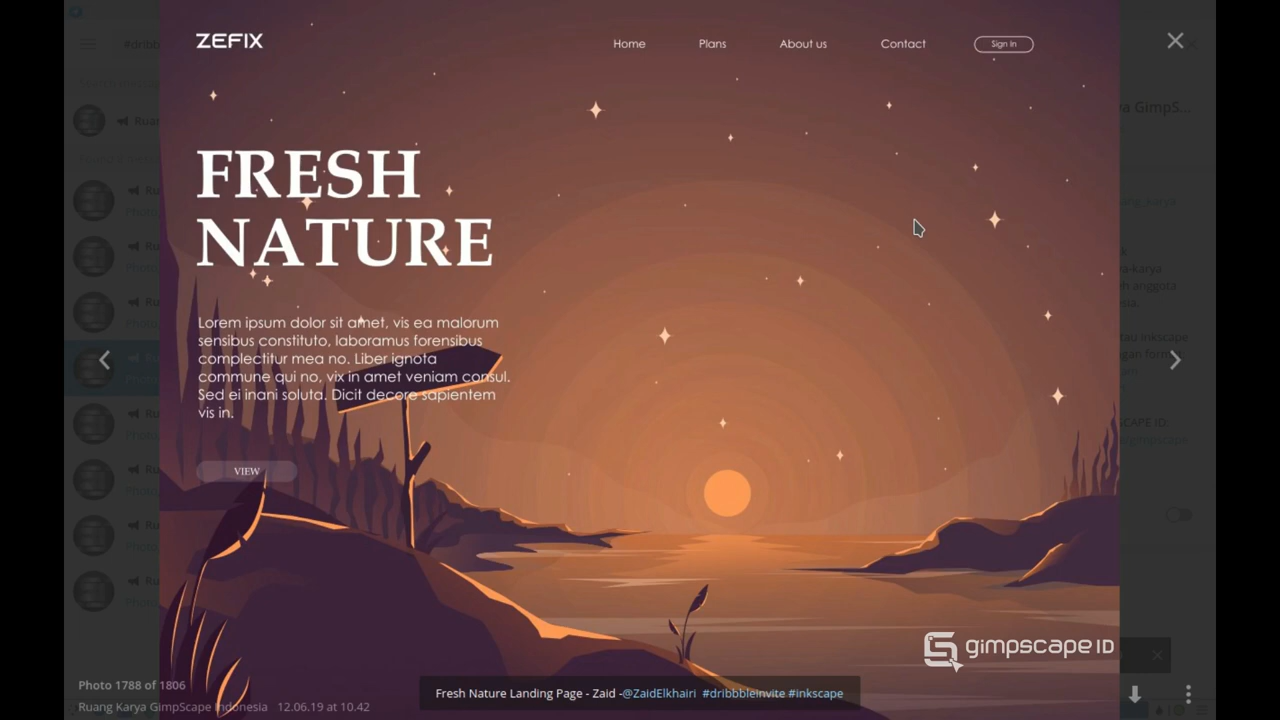 ZEFIX
Home Plans About us Contact Sign In
FRESH
NATURE
Lorem ipsum dolor sit amet, vis ea malorum
sensibus constituto, laboramus forensibus
complectitur mea no. Liber ignota
commune qui no, vix in amet veniam consul.
Sed ei inani soluta. Dicit decore sapientem
vis in.
VIEW
gimpscape ID
Fresh Nature Landing Page - Zaid -@ZaidElkhairi #dribbbleinvite #inkscape
Photo 1788 of 1806
Ruang Karya GimpScape Indonesia 12.06.19 at 10.42